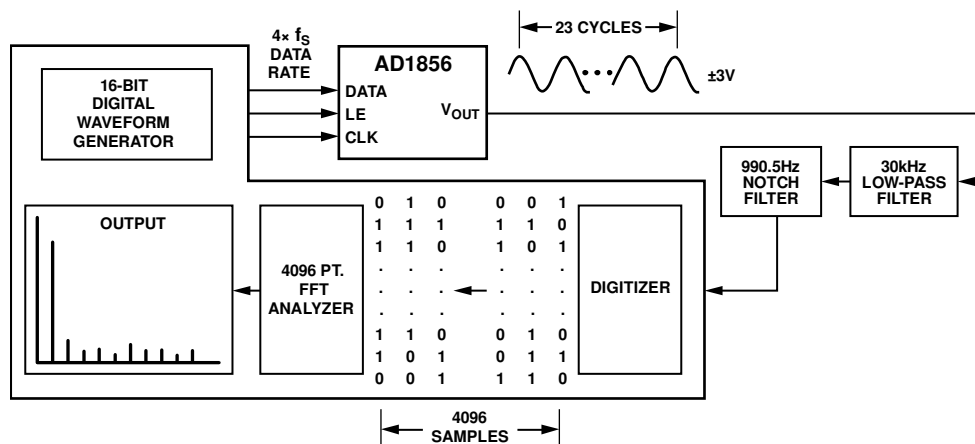 23 CYCLES
4× fS
DATA
RATE
AD1856
±3V
16-BIT
DIGITAL
WAVEFORM
GENERATOR
DATA
LE
CLK
VOUT
990.5Hz
NOTCH
FILTER
30kHz
LOW-PASS
FILTER
OUTPUT
4096 PT.
FFT
ANALYZER
0 1 0 0 0 1
1 1 1 1 1 0
1 1 0 1 0 1
. . . . . .
. . . . . .
. . . . . .
1 1 0 0 1 0
1 0 1 0 1 1
0 0 1 1 1 0
DIGITIZER
4096
SAMPLES